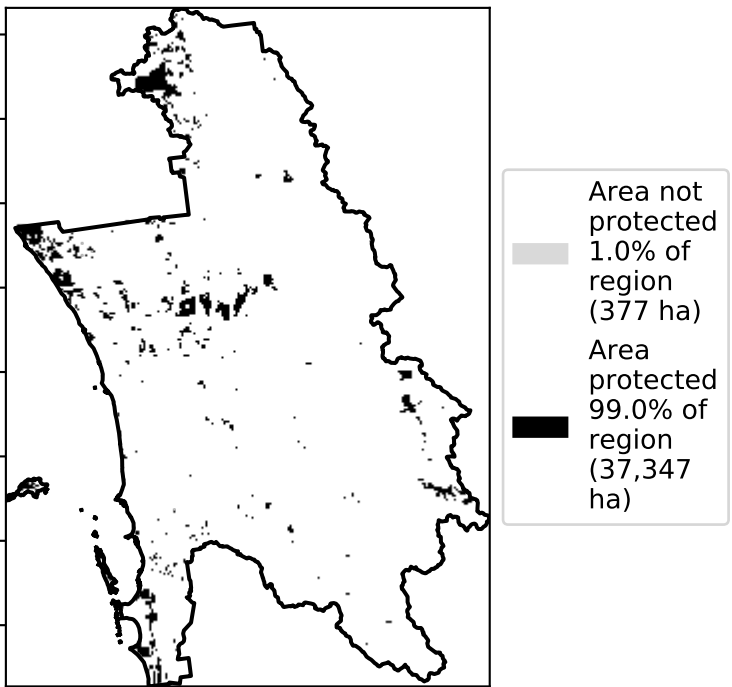 Area not
protected
1.0% of
region
(377 ha)
Area
protected
99.0% of
region
(37,347
ha)